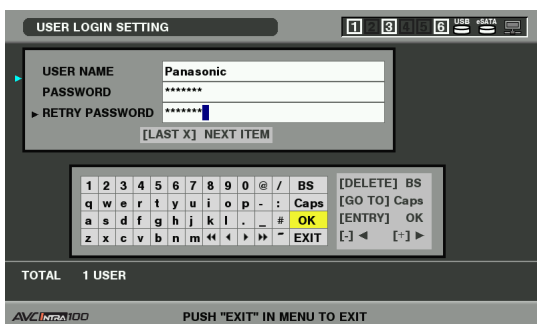 USER LOGIN SETTING 1 2 3 4 5 6 USB eSATA
USER NAME Panasonic
PASSWORD *******
▶ RETRY PASSWORD *******
[LAST X] NEXT ITEM
1 2 3 4 5 6 7 8 9 0 @ / BS [DELETE] BS
q w e r t y u i o p - : Caps [GO TO] Caps
a s d f g h j k l . _ # OK [ENTRY] OK
z x c v b n m ◀◀ ◀ ▶ ▶▶ ~ EXIT [-] ◀ [+] ▶
TOTAL 1 USER
AVC INTRA 100 PUSH "EXIT" IN MENU TO EXIT